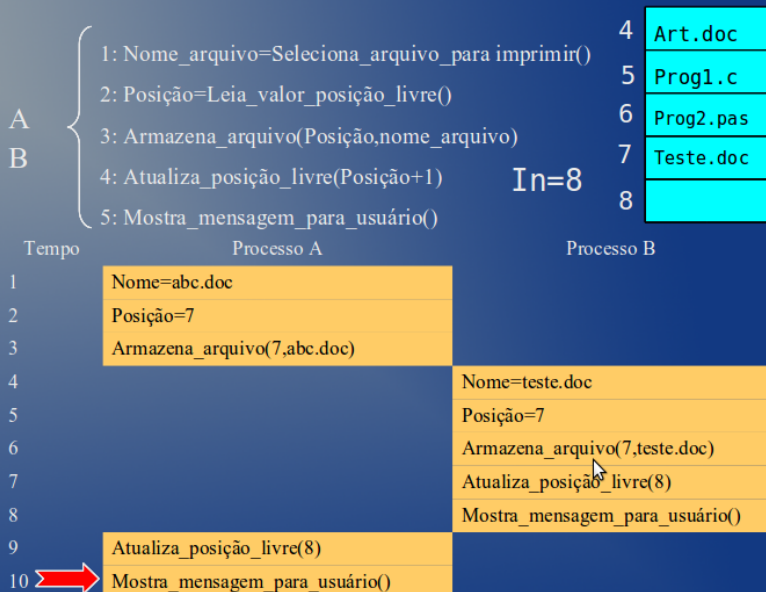 1: Nome_arquivo=Seleciona_arquivo_para imprimir()
2: Posição=Leia_valor_posição_livre()
3: Armazena_arquivo(Posição,nome_arquivo)
4: Atualiza_posição_livre(Posição+1)
5: Mostra_mensagem_para_usuário()
A
B
In=8
4 Art.doc
5 Prog1.c
6 Prog2.pas
7 Teste.doc
8
Tempo Processo A Processo B
1 Nome=abc.doc
2 Posição=7
3 Armazena_arquivo(7,abc.doc)
4 Nome=teste.doc
5 Posição=7
6 Armazena_arquivo(7,teste.doc)
7 Atualiza_posição_livre(8)
8 Mostra_mensagem_para_usuário()
9 Atualiza_posição_livre(8)
10 Mostra_mensagem_para_usuário()